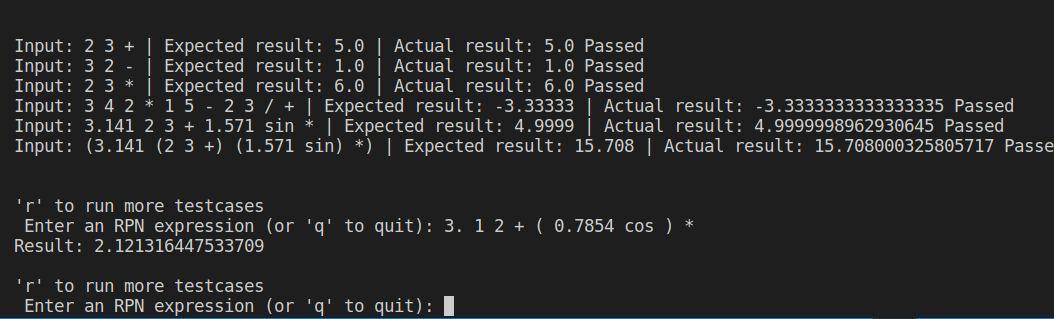 Input: 2 3 + | Expected result: 5.0 | Actual result: 5.0 Passed
Input: 3 2 - | Expected result: 1.0 | Actual result: 1.0 Passed
Input: 2 3 * | Expected result: 6.0 | Actual result: 6.0 Passed
Input: 3 4 2 * 1 5 - 2 3 / + | Expected result: -3.33333 | Actual result: -3.3333333333333335 Passed
Input: 3.141 2 3 + 1.571 sin * | Expected result: 4.9999 | Actual result: 4.9999998962930645 Passed
Input: (3.141 (2 3 +) (1.571 sin) *) | Expected result: 15.708 | Actual result: 15.708000325805717 Passe
'r' to run more testcases
Enter an RPN expression (or 'q' to quit): 3. 1 2 + ( 0.7854 cos ) *
Result: 2.121316447533709
'r' to run more testcases
Enter an RPN expression (or 'q' to quit):